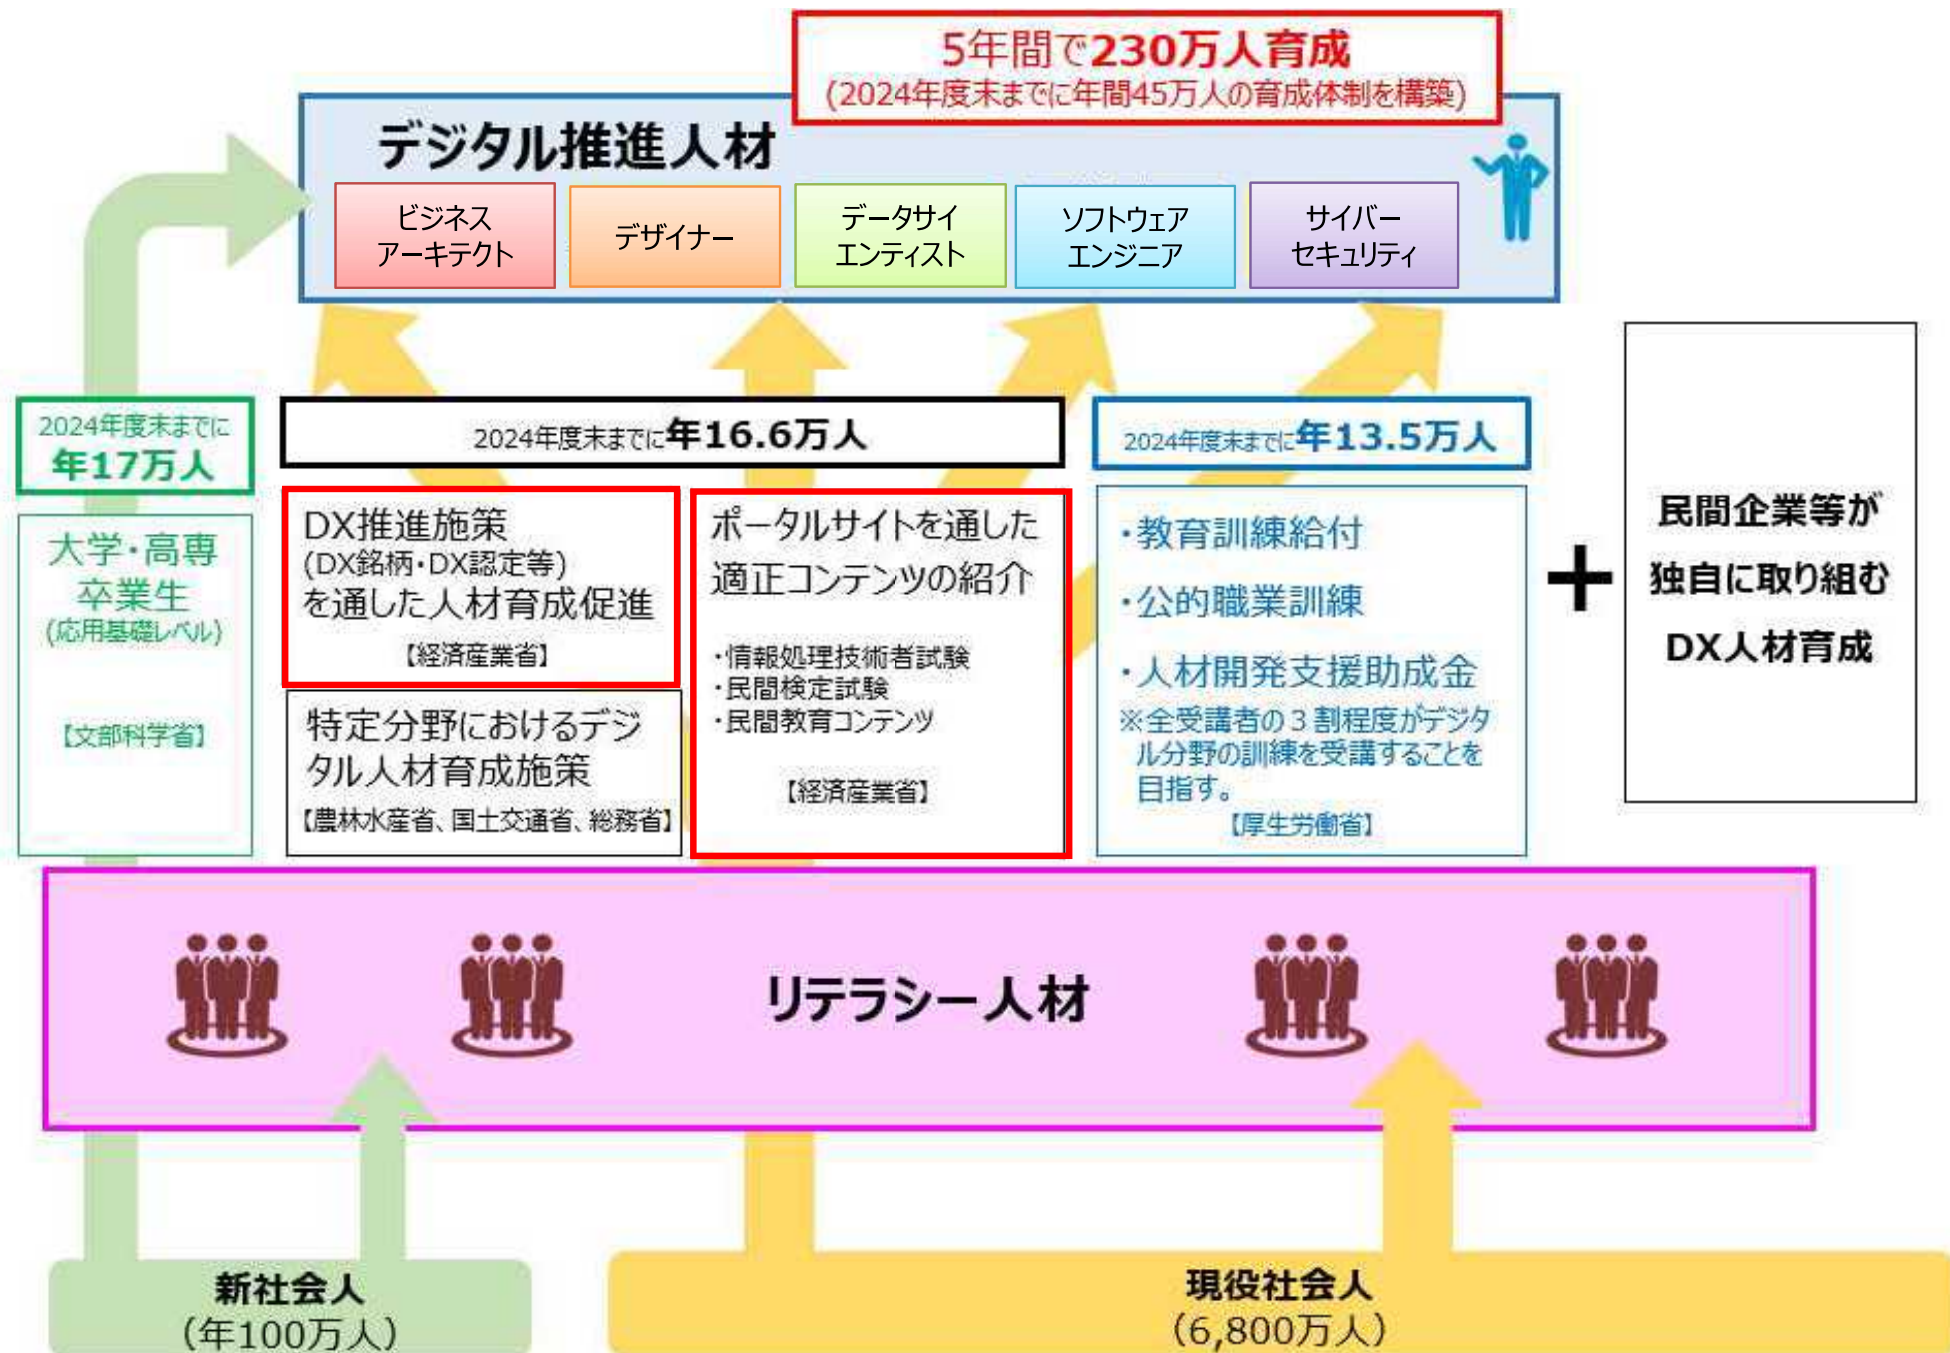 5年間で230万人育成
(2024年度末までに年間45万人の育成体制を構築)
デジタル推進人材
ビジネス
アーキテクト
デザイナー
データサイ
エンティスト
ソフトウェア
エンジニア
サイバー
セキュリティ
2024年度末までに
年17万人
大学・高専
卒業生
(応用基礎レベル)
【文部科学省】
2024年度末までに年16.6万人
DX推進施策
(DX銘柄・DX認定等)
を通した人材育成促進
【経済産業省】
特定分野におけるデジ
タル人材育成施策
【農林水産省、国土交通省、総務省】
ポータルサイトを通した
適正コンテンツの紹介
・情報処理技術者試験
・民間検定試験
・民間教育コンテンツ
【経済産業省】
2024年度末までに年13.5万人
・教育訓練給付
・公的職業訓練
・人材開発支援助成金
※全受講者の3割程度がデジタ
ル分野の訓練を受講することを
目指す。
【厚生労働省】
+
民間企業等が
独自に取り組む
DX人材育成
リテラシー人材
新社会人
(年100万人)
現役社会人
(6,800万人)